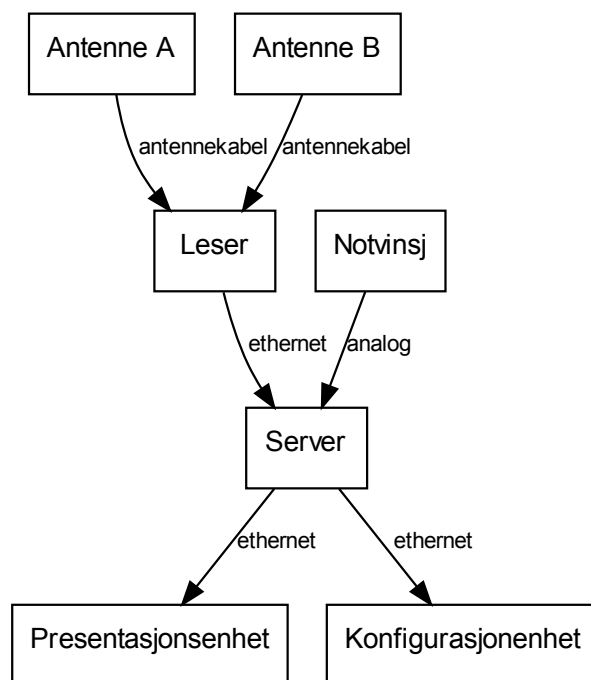 Antenne A
Antenne B
antennekabel
antennekabel
Leser
Notvinsj
ethernet
analog
Server
ethernet
ethernet
Presentasjonsenhet
Konfigurasjonenhet